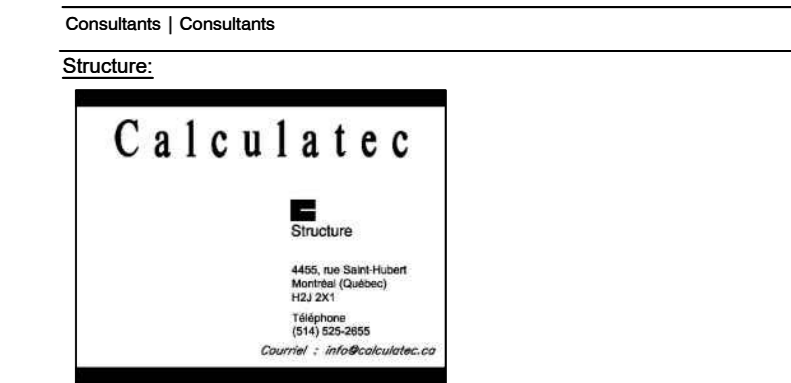 Consultants | Consultants
Structure:
Calculatec
Structure
4455, rue Saint-Hubert
Montréal (Québec)
H2J 2X1
Téléphone
(514) 525-2655
Courriel : info@calculatec.ca